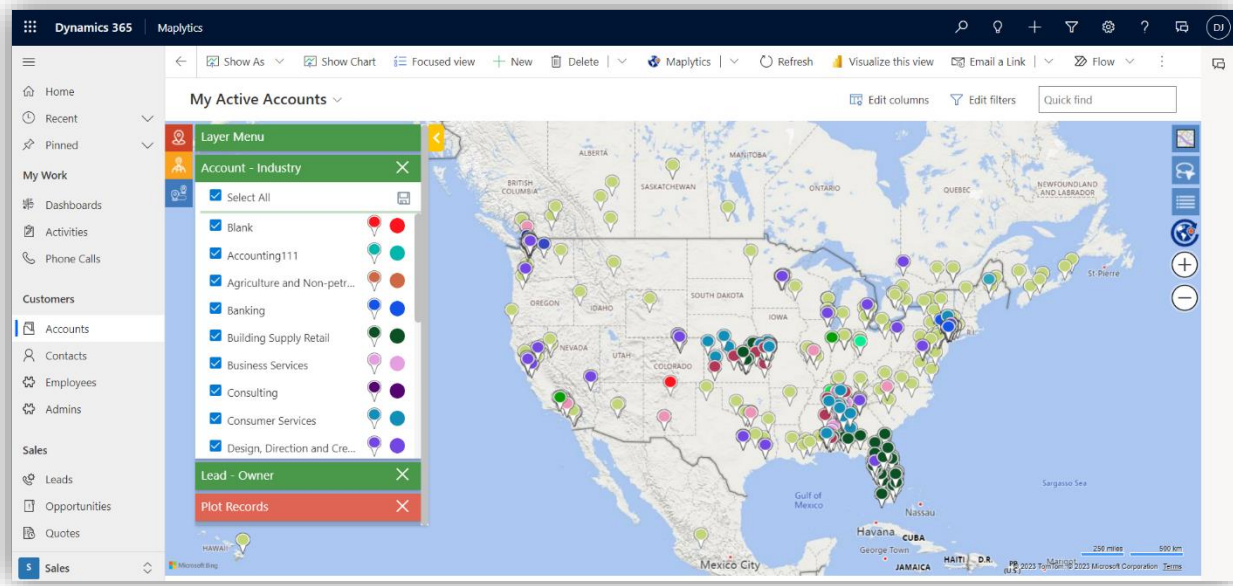 Dynamics 365 Maplytics DJ
Show As Show Chart Focused view New Delete Maplytics Refresh Visualize this view Email a Link Flow
Home
Recent
Pinned
My Work
Dashboards
Activities
Phone Calls
Customers
Accounts
Contacts
Employees
Admins
Sales
Leads
Opportunities
Quotes
S Sales
My Active Accounts Edit columns Edit filters Quick find
Layer Menu
Account - Industry
Select All
Blank
Accounting111
Agriculture and Non-petr...
Banking
Building Supply Retail
Business Services
Consulting
Consumer Services
Design, Direction and Cre...
Lead - Owner
Plot Records
ALBERTA
MANITOBA
BRITISH
COLUMBIA
SASKATCHEWAN
ONTARIO
QUEBEC
NEWFOUNDLAND
AND LABRADOR
St-Pierre
OREGON
IDAHO
SOUTH DAKOTA
IOWA
NEVADA
UTAH
COLORADO
R.I.
Gulf of
Mexico
Sargasso Sea
Nassau
Havana
CUBA
George Town
HAITI
D.R.
JAMAICA
Mexico City
HAWAII
Microsoft Bing
250 miles 500 km
2023 TomTom, © 2023 Microsoft Corporation Terms